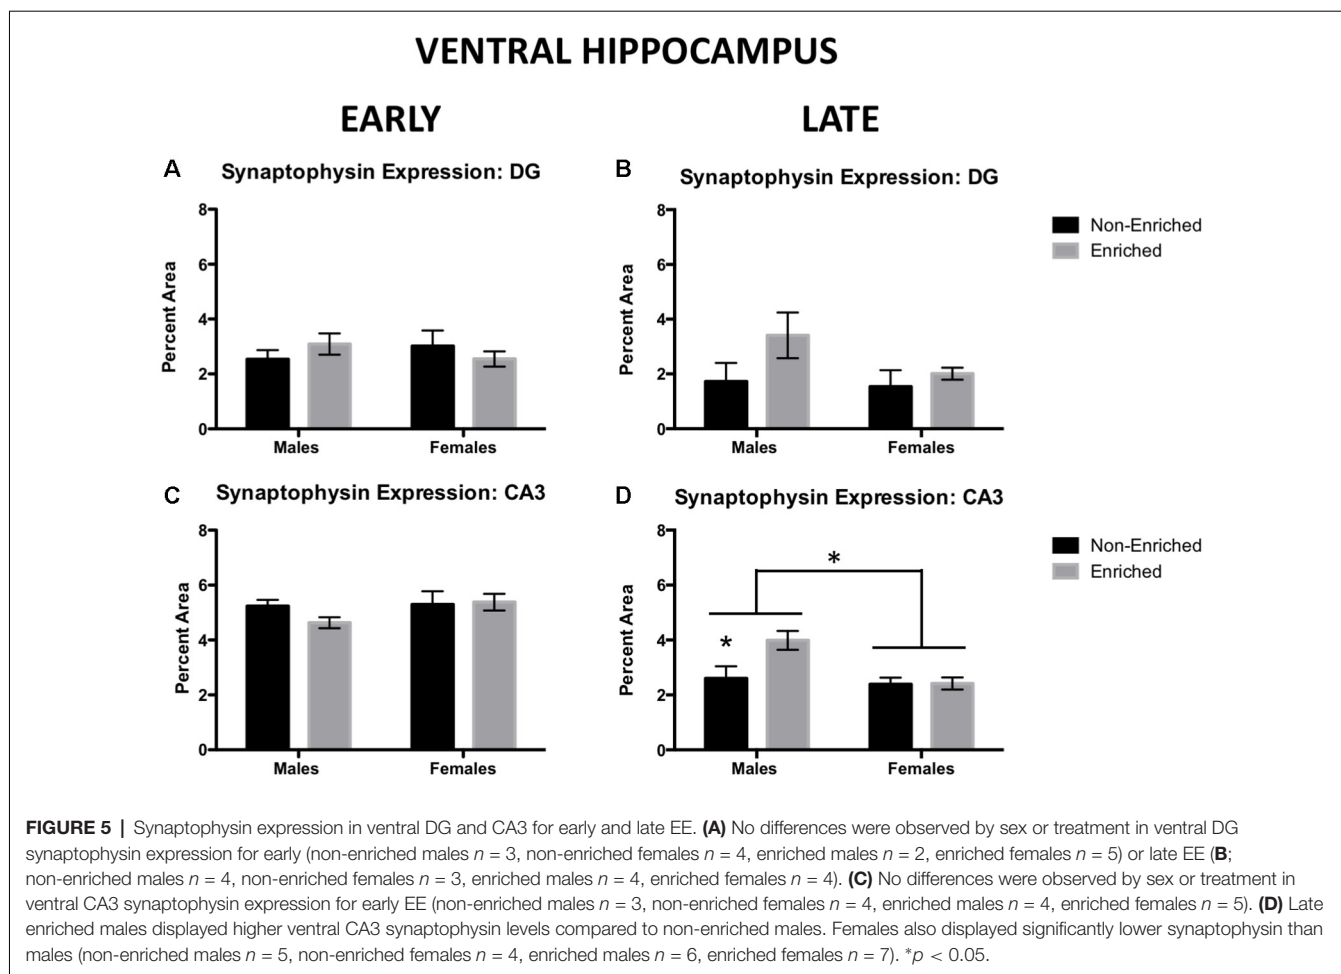 VENTRAL HIPPOCAMPUS
EARLY
LATE
A
Synaptophysin Expression: DG
Percent Area
8
6
4
2
0
Males
Females
B
Synaptophysin Expression: DG
Percent Area
8
6
4
2
0
Males
Females
Non-Enriched
Enriched
C
Synaptophysin Expression: CA3
Percent Area
8
6
4
2
0
Males
Females
D
Synaptophysin Expression: CA3
Percent Area
8
6
4
2
0
*
*
Males
Females
Non-Enriched
Enriched
FIGURE 5 | Synaptophysin expression in ventral DG and CA3 for early and late EE. (A) No differences were observed by sex or treatment in ventral DG
synaptophysin expression for early (non-enriched males n = 3, non-enriched females n = 4, enriched males n = 2, enriched females n = 5) or late EE (B;
non-enriched males n = 4, non-enriched females n = 3, enriched males n = 4, enriched females n = 4). (C) No differences were observed by sex or treatment in
ventral CA3 synaptophysin expression for early EE (non-enriched males n = 3, non-enriched females n = 4, enriched males n = 4, enriched females n = 5). (D) Late
enriched males displayed higher ventral CA3 synaptophysin levels compared to non-enriched males. Females also displayed significantly lower synaptophysin than
males (non-enriched males n = 5, non-enriched females n = 4, enriched males n = 6, enriched females n = 7). *p < 0.05.